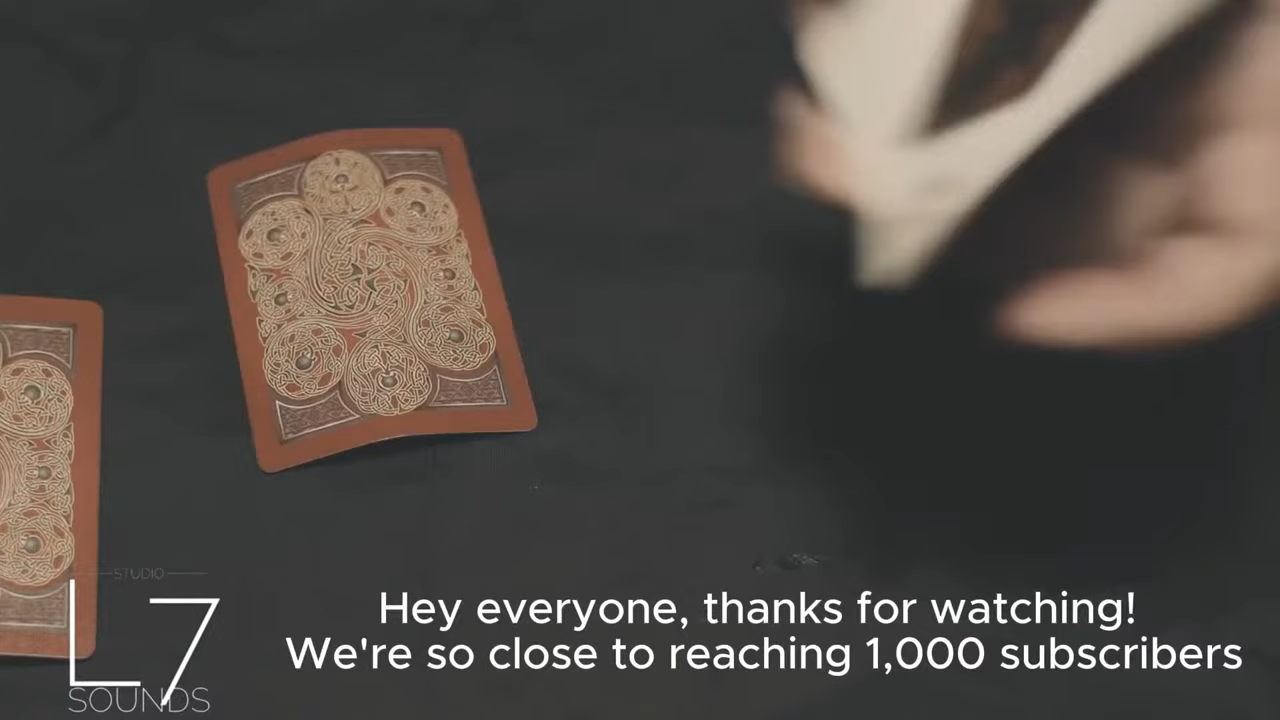 STUDIO
L7
SOUNDS
Hey everyone, thanks for watching!
We're so close to reaching 1,000 subscribers